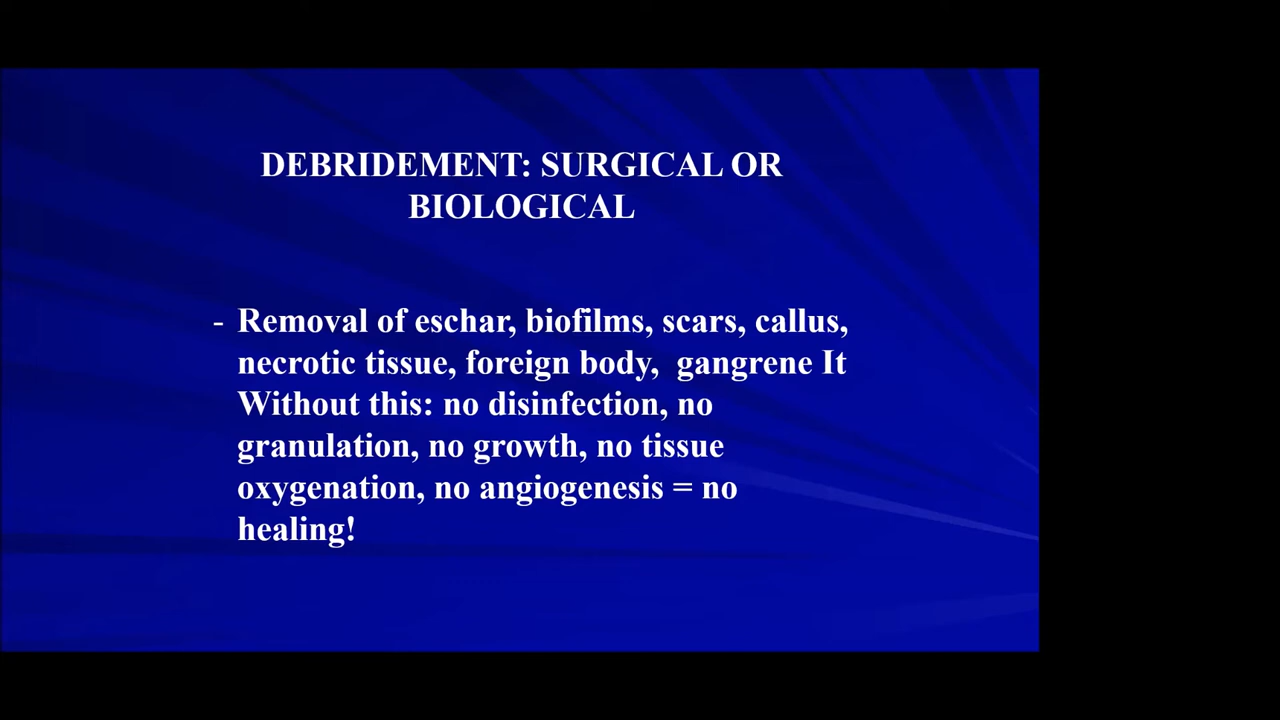 DEBRIDEMENT: SURGICAL OR
BIOLOGICAL
- Removal of eschar, biofilms, scars, callus,
necrotic tissue, foreign body,  gangrene It
Without this: no disinfection, no
granulation, no growth, no tissue
oxygenation, no angiogenesis = no
healing!